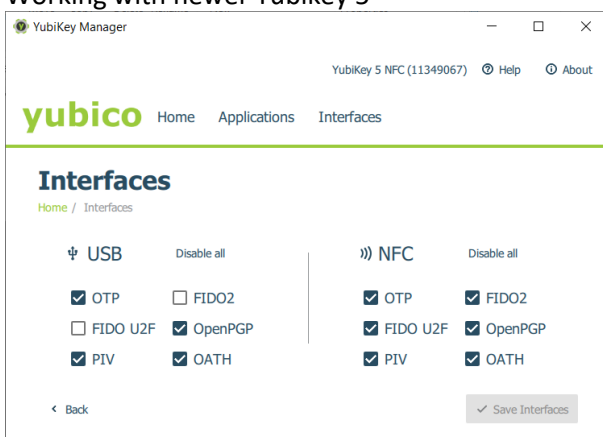 Working with newer Yubikey 5
YubiKey Manager
YubiKey 5 NFC (11349067) Help About
yubico Home Applications Interfaces
Interfaces
Home / Interfaces
USB Disable all NFC Disable all
OTP FIDO2 OTP FIDO2
FIDO U2F OpenPGP FIDO U2F OpenPGP
PIV OATH PIV OATH
Back Save Interfaces